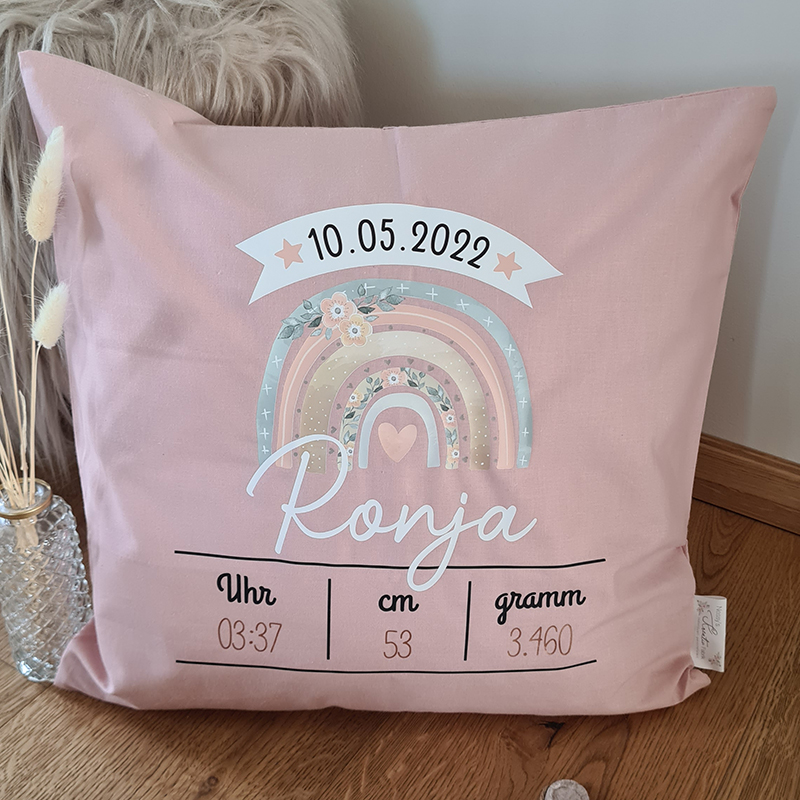 10.05.2022
Ronja
Uhr cm gramm
03:37 53 3.460